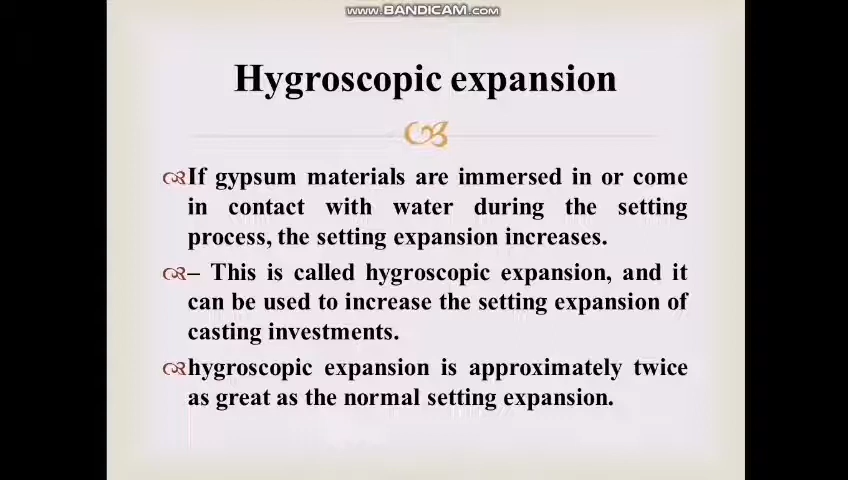 www.BANDICAM.com
Hygroscopic expansion
If gypsum materials are immersed in or come
in contact with water during the setting
process, the setting expansion increases.
– This is called hygroscopic expansion, and it
can be used to increase the setting expansion of
casting investments.
hygroscopic expansion is approximately twice
as great as the normal setting expansion.